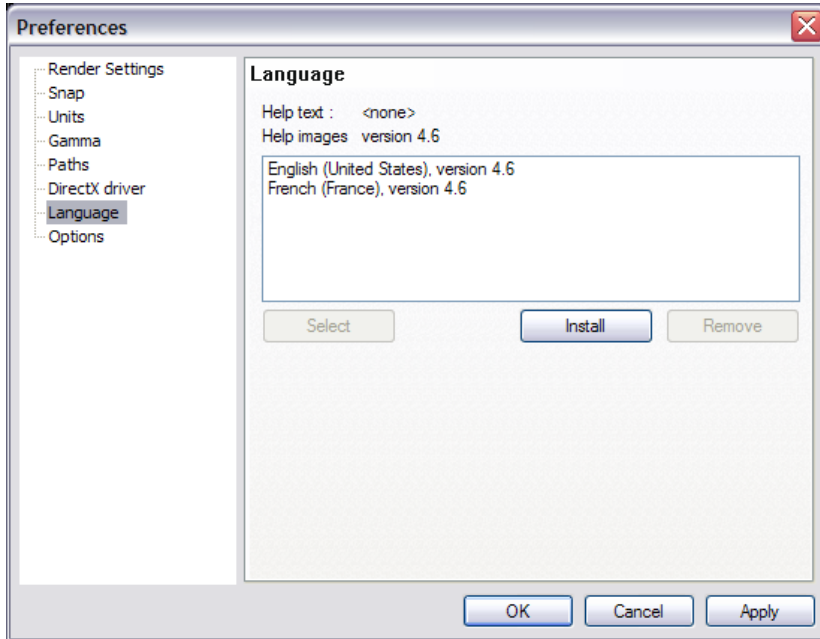 Preferences
Render Settings
Snap
Units
Gamma
Paths
DirectX driver
Language
Options
Language
Help text : <none>
Help images version 4.6
English (United States), version 4.6
French (France), version 4.6
Select Install Remove
OK Cancel Apply